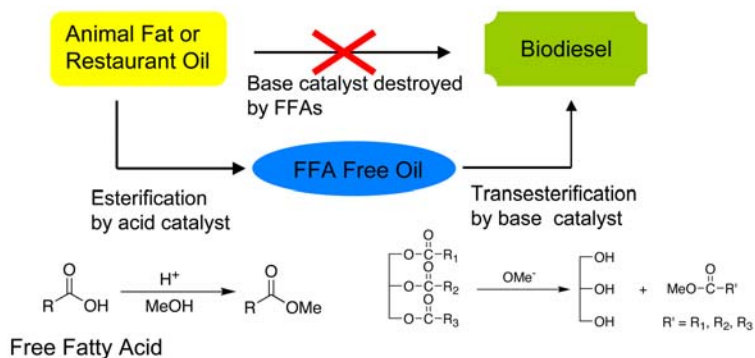 Animal Fat or
Restaurant Oil
Base catalyst destroyed
by FFAs
Biodiesel
FFA Free Oil
Esterification
by acid catalyst
Transesterification
by base catalyst
O
R
OH
H⁺
MeOH
O
R
OMe
Free Fatty Acid
O
O
R₁
O
O
R₂
O
O
R₃
OMe⁻
OH
OH
OH
+
O
MeO
R'
R' = R₁, R₂, R₃